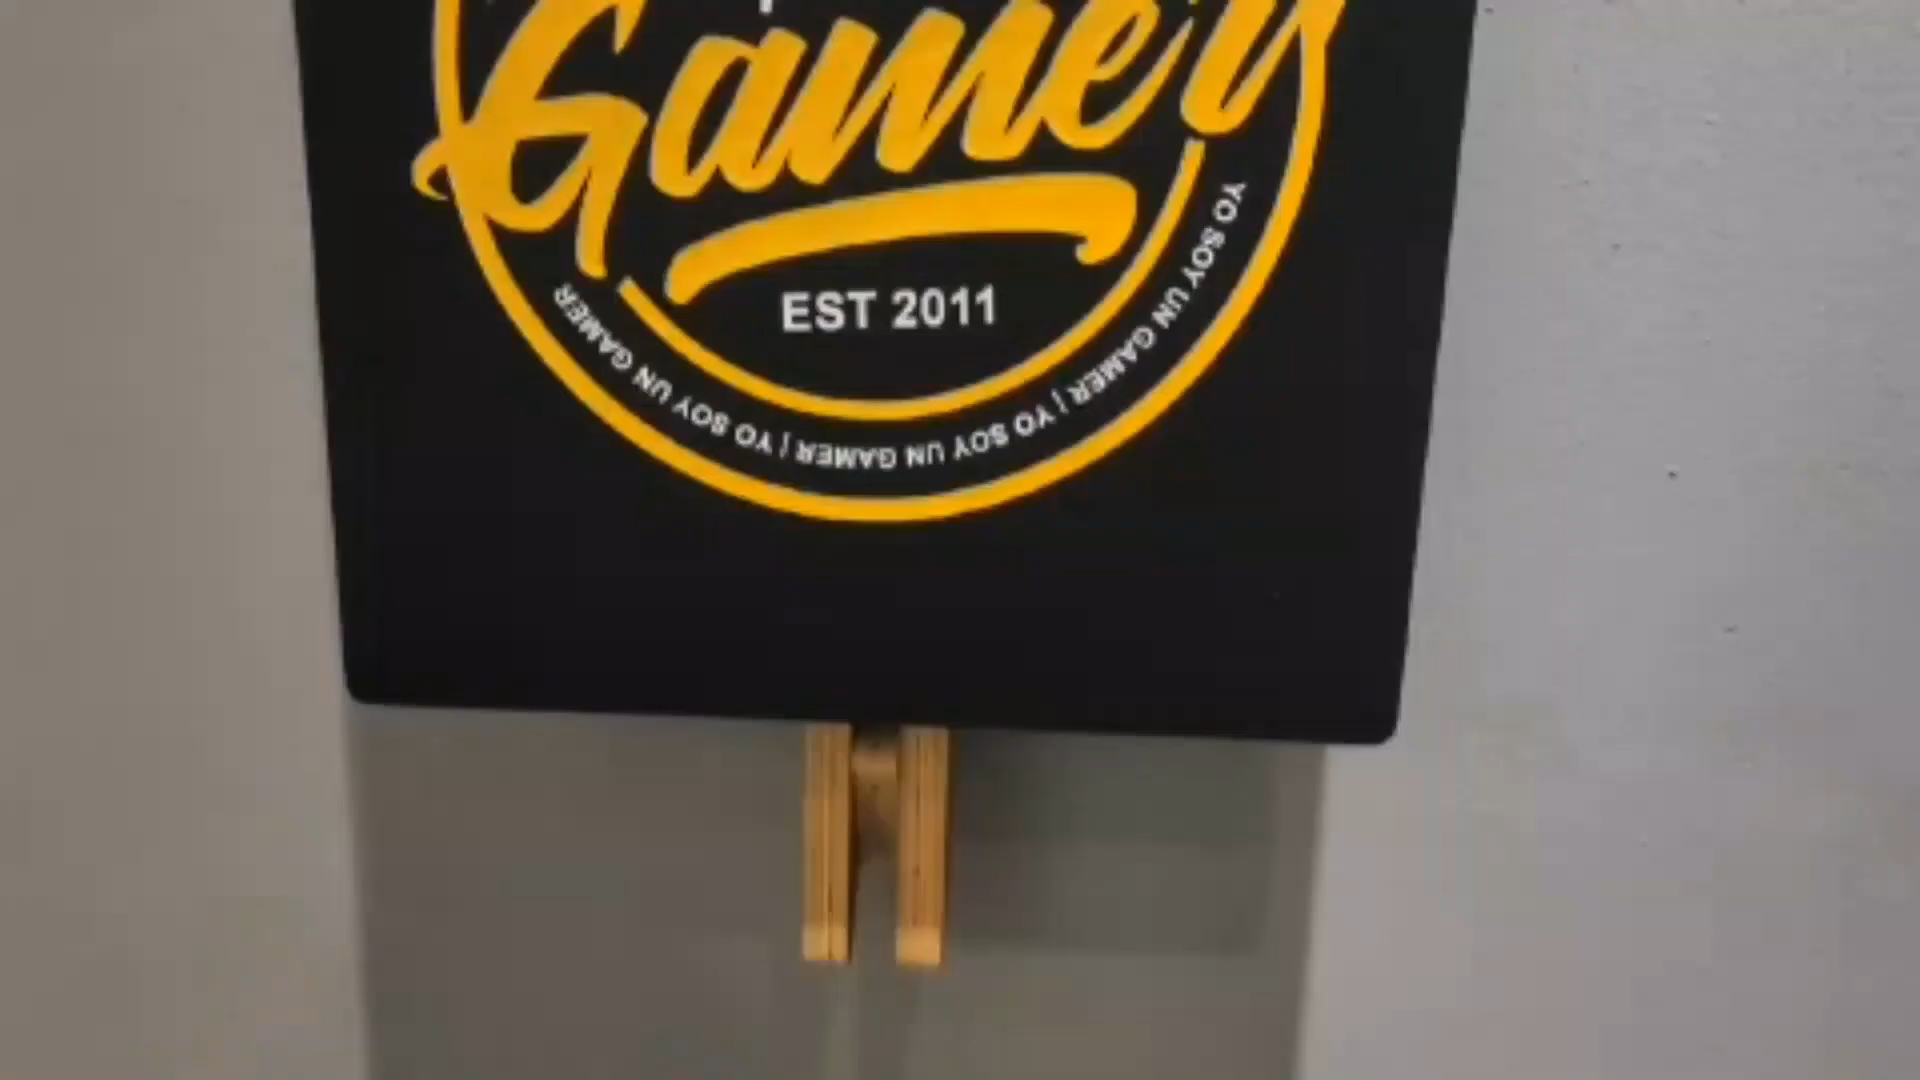 Gamer
EST 2011
YO SOY UN GAMER | YO SOY UN GAMER | YO SOY UN GAMER